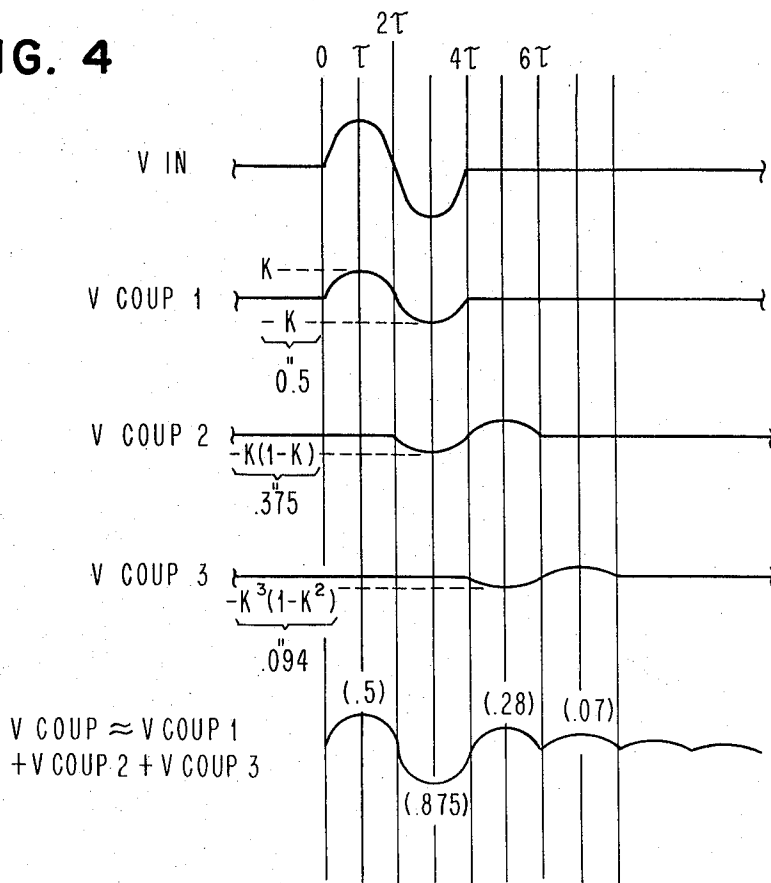 IG. 4
0 τ 2τ 4τ 6τ
V IN
K
V COUP 1
-K
"
0.5
V COUP 2
-K(1-K)
"
.375
V COUP 3
-K³(1-K²)
"
.094
(.5) (.28) (.07)
V COUP ≈ V COUP 1
+V COUP 2 + V COUP 3
(.875)